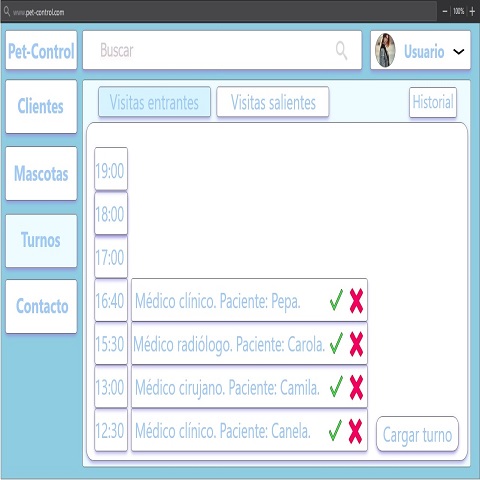 www.pet-control.com
100%
Pet-Control
Buscar
Usuario
Clientes
Mascotas
Turnos
Contacto
Visitas entrantes
Visitas salientes
Historial
19:00
18:00
17:00
16:40 Médico clínico. Paciente: Pepa.
15:30 Médico radiólogo. Paciente: Carola.
13:00 Médico cirujano. Paciente: Camila.
12:30 Médico clínico. Paciente: Canela.
Cargar turno